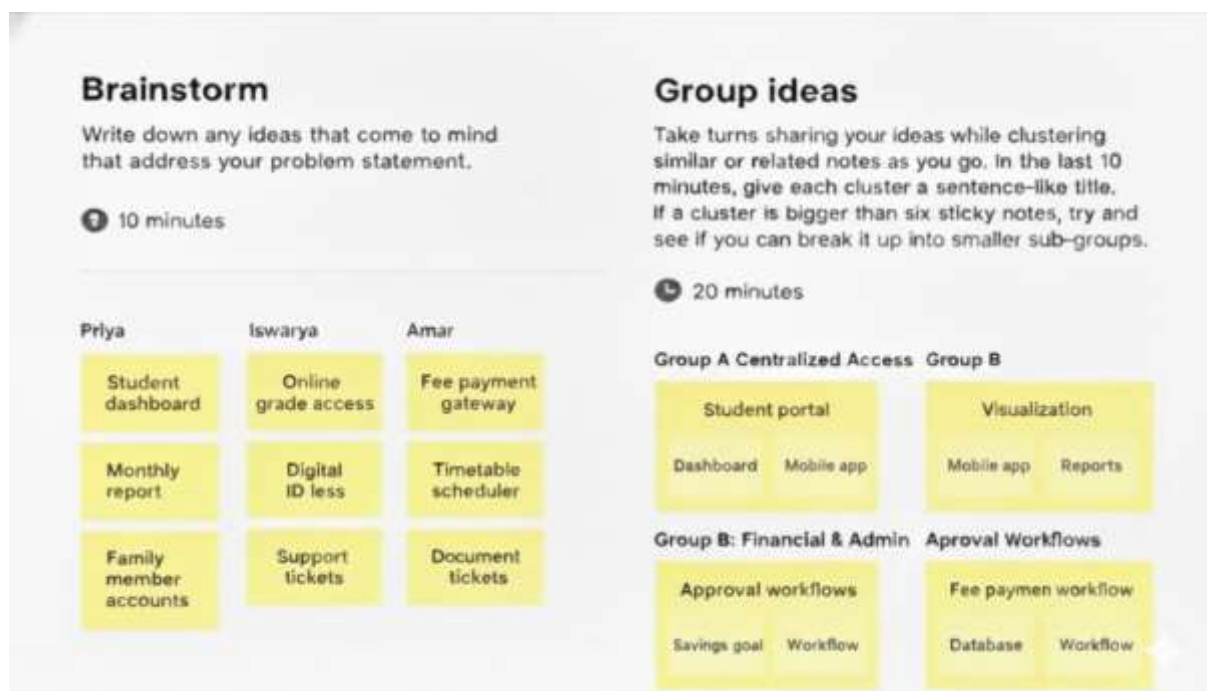 Brainstorm
Write down any ideas that come to mind
that address your problem statement.
10 minutes
Priya
Iswarya
Amar
Student
dashboard
Online
grade access
Fee payment
gateway
Monthly
report
Digital
ID less
Timetable
scheduler
Family
member
accounts
Support
tickets
Document
tickets
Group ideas
Take turns sharing your ideas while clustering
similar or related notes as you go. In the last 10
minutes, give each cluster a sentence-like title.
If a cluster is bigger than six sticky notes, try and
see if you can break it up into smaller sub-groups.
20 minutes
Group A Centralized Access
Student portal
Dashboard
Mobile app
Group B
Visualization
Mobile app
Reports
Group B: Financial & Admin
Approval workflows
Savings goal
Workflow
Aproval Workflows
Fee paymen workflow
Database
Workflow